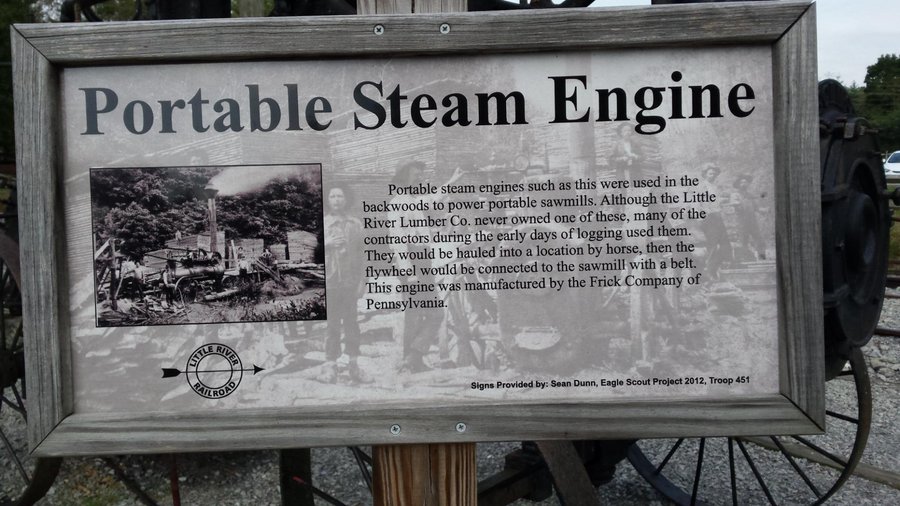 Portable Steam Engine
Portable steam engines such as this were used in the
backwoods to power portable sawmills. Although the Little
River Lumber Co. never owned one of these, many of the
contractors during the early days of logging used them.
They would be hauled into a location by horse, then the
flywheel would be connected to the sawmill with a belt.
This engine was manufactured by the Frick Company of
Pennsylvania.
LITTLE RIVER
RAILROAD
Signs Provided by: Sean Dunn, Eagle Scout Project 2012, Troop 451